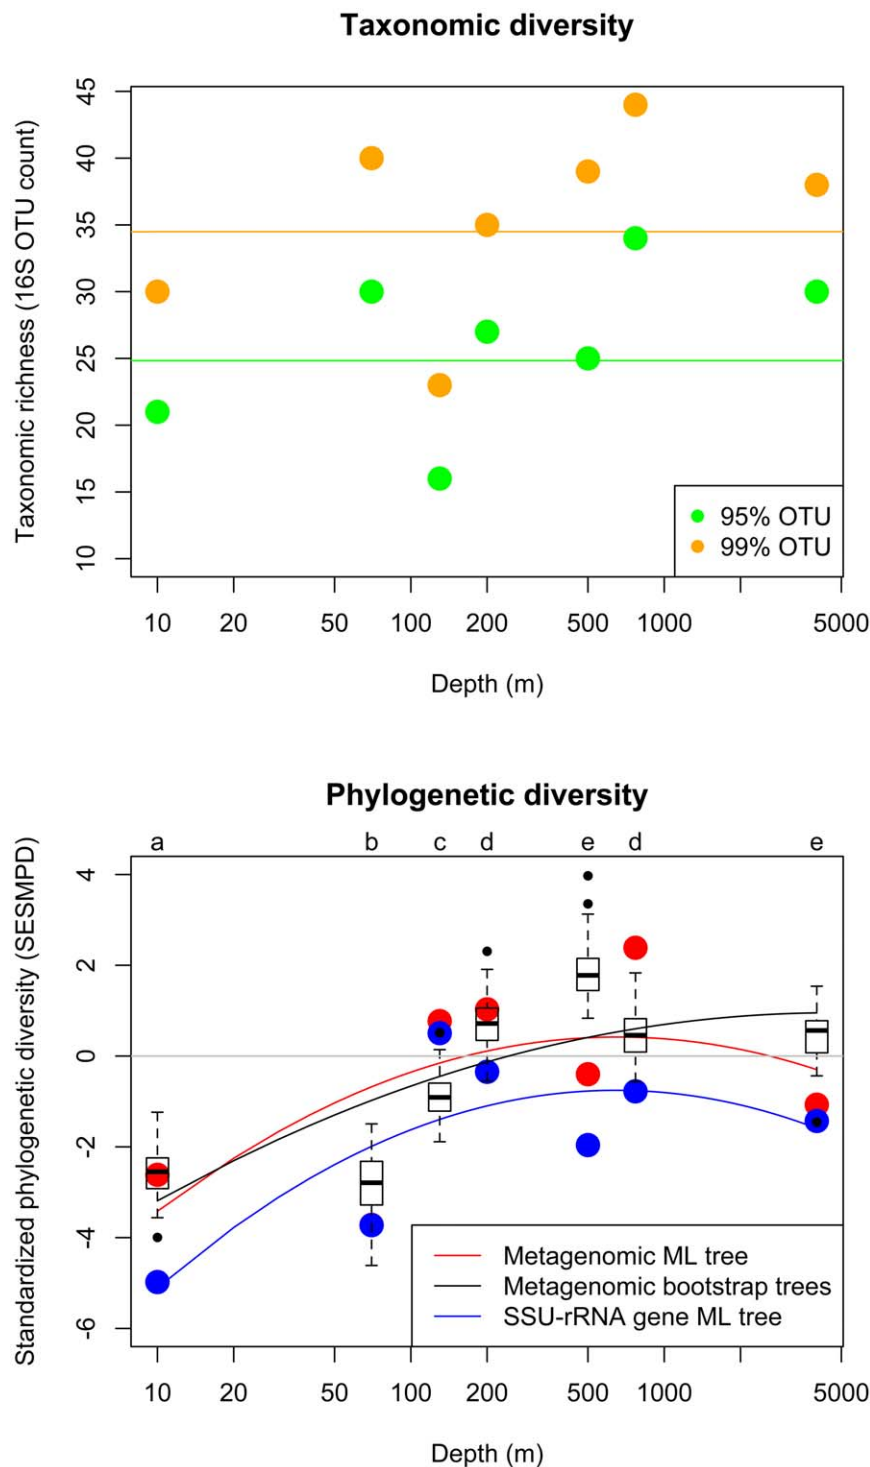 Taxonomic diversity
Taxonomic richness (16S OTU count)
45
40
35
30
25
20
15
10
95% OTU
99% OTU
10 20 50 100 200 500 1000 5000
Depth (m)
Phylogenetic diversity
a b c d e d e
Standardized phylogenetic diversity (SESMPD)
4
2
0
-2
-4
-6
Metagenomic ML tree
Metagenomic bootstrap trees
SSU-rRNA gene ML tree
10 20 50 100 200 500 1000 5000
Depth (m)